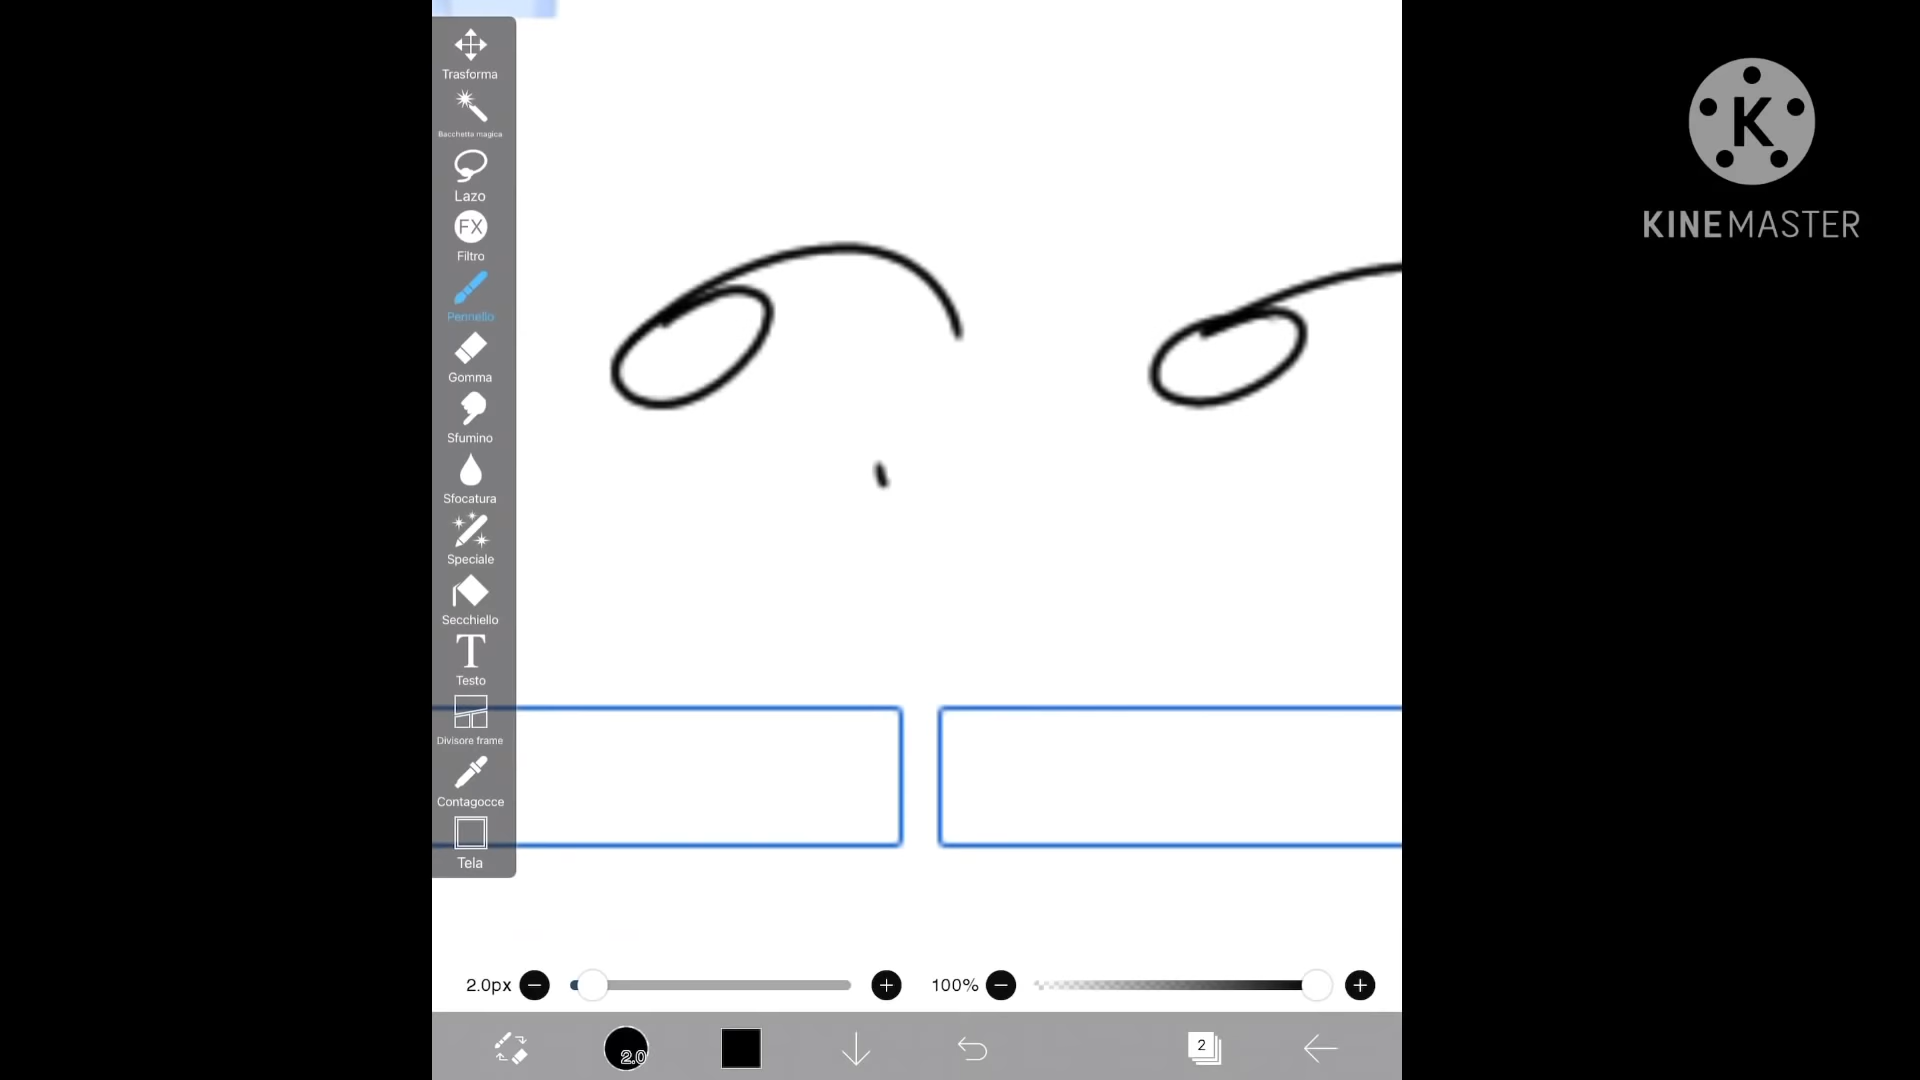 Trasforma
Bacchetta magica
Lazo
FX
Filtro
Pennello
Gomma
Sfumino
Sfocatura
Speciale
Secchiello
T
Testo
Divisore frame
Contagocce
Tela
2.0px
100%
2.0
2
K
KINEMASTER